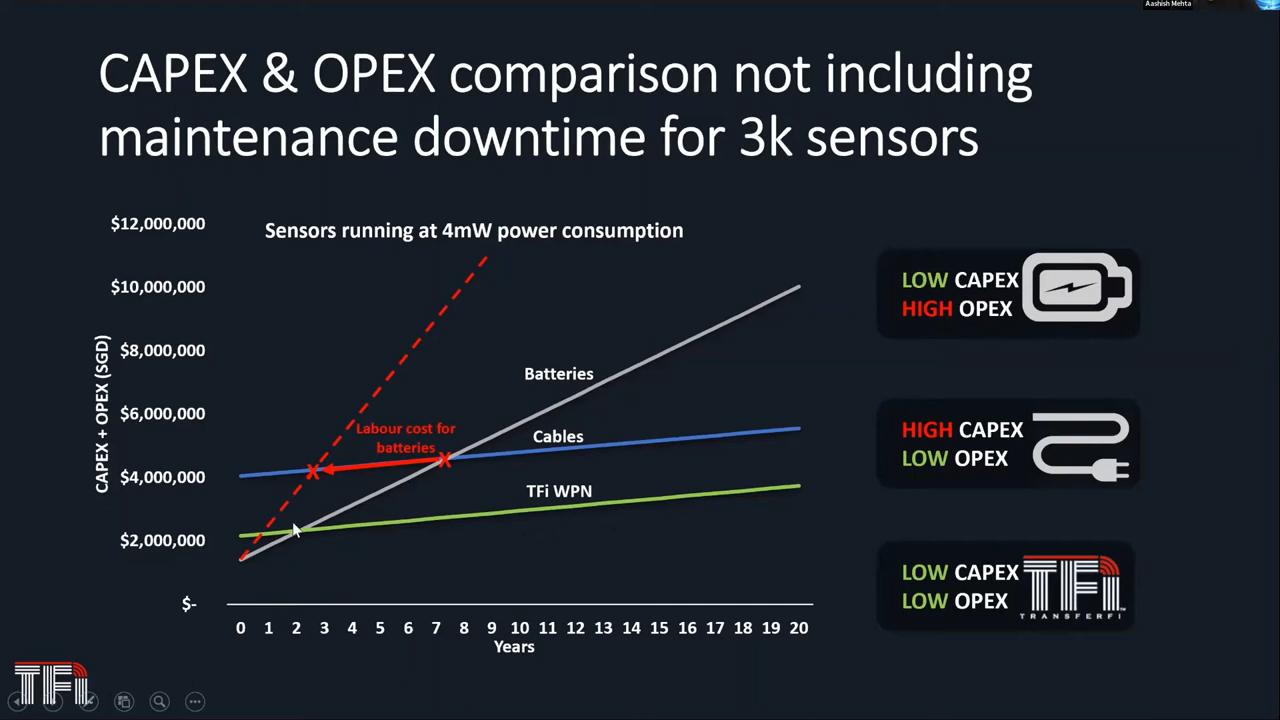 Aashish Mehta
CAPEX & OPEX comparison not including
maintenance downtime for 3k sensors
Sensors running at 4mW power consumption
CAPEX + OPEX (SGD)
$12,000,000
$10,000,000
$8,000,000
$6,000,000
$4,000,000
$2,000,000
$-
Batteries
Labour cost for
batteries
Cables
TFi WPN
X
X
0 1 2 3 4 5 6 7 8 9 10 11 12 13 14 15 16 17 18 19 20
Years
LOW CAPEX
HIGH OPEX
HIGH CAPEX
LOW OPEX
LOW CAPEX
LOW OPEX
TFi
TRANSFERFI
TM
TFi